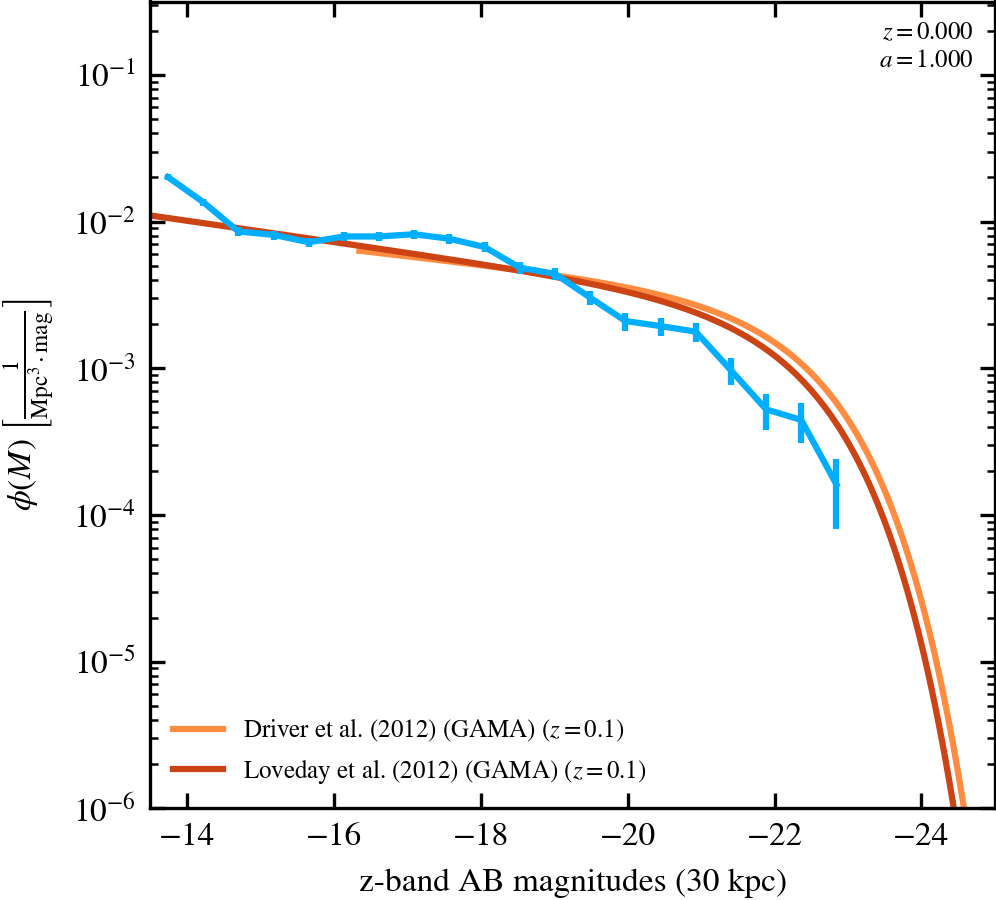 z = 0.000
a = 1.000
10⁻¹
10⁻²
10⁻³
10⁻⁴
10⁻⁵
10⁻⁶
ϕ(M) [1/Mpc³ · mag]
Driver et al. (2012) (GAMA) (z = 0.1)
Loveday et al. (2012) (GAMA) (z = 0.1)
−14 −16 −18 −20 −22 −24
z-band AB magnitudes (30 kpc)